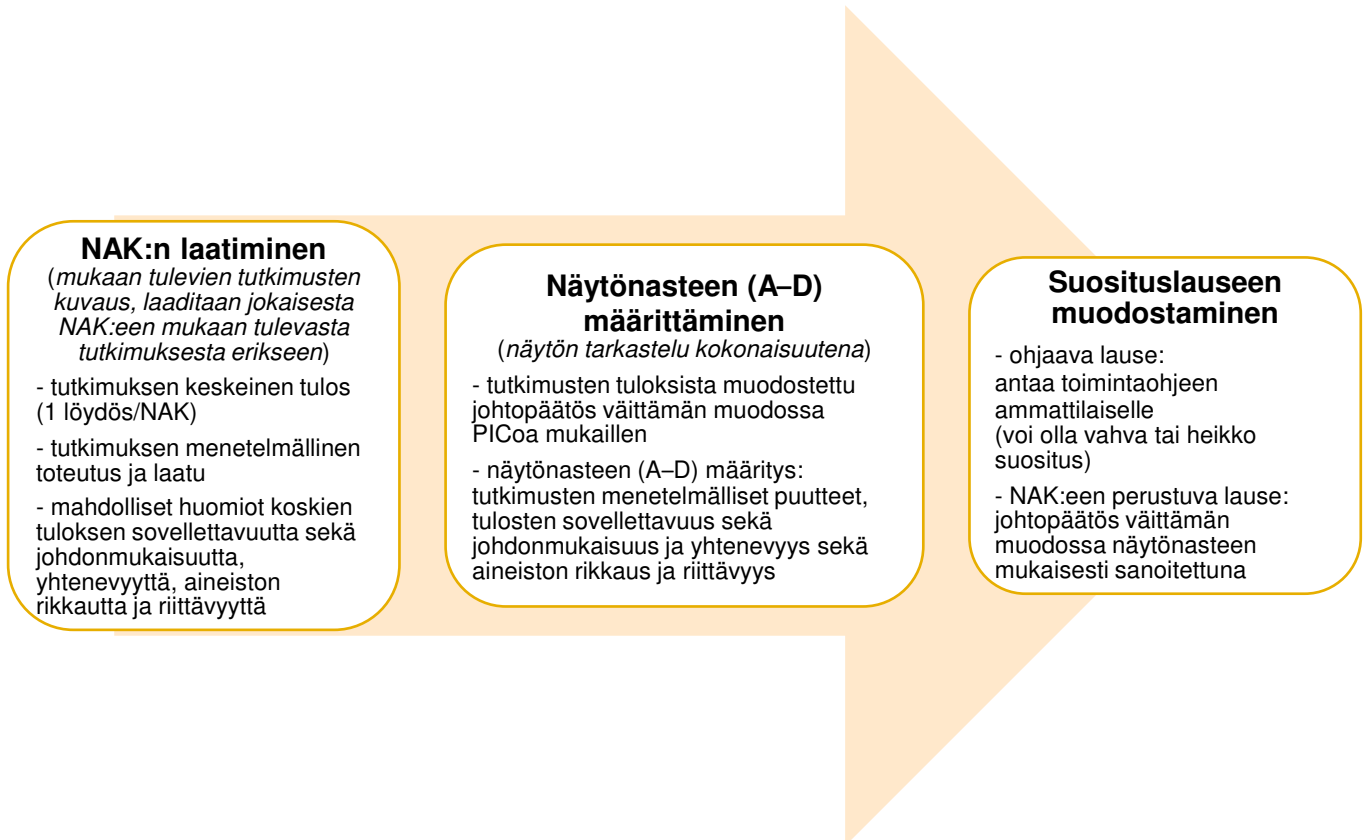 NAK:n laatiminen
(mukaan tulevien tutkimusten
kuvaus, laaditaan jokaisesta
NAK:een mukaan tulevasta
tutkimuksesta erikseen)
- tutkimuksen keskeinen tulos
(1 löydös/NAK)
- tutkimuksen menetelmällinen
toteutus ja laatu
- mahdolliset huomiot koskien
tuloksen sovellettavuutta sekä
johdonmukaisuutta,
yhtenevyyttä, aineiston
rikkautta ja riittävyyttä
Näytönasteen (A–D)
määrittäminen
(näytön tarkastelu kokonaisuutena)
- tutkimusten tuloksista muodostettu
johtopäätös väittämän muodossa
PICoa mukaillen
- näytönasteen (A–D) määritys:
tutkimusten menetelmälliset puutteet,
tulosten sovellettavuus sekä
johdonmukaisuus ja yhtenevyys sekä
aineiston rikkaus ja riittävyys
Suosituslauseen
muodostaminen
- ohjaava lause:
antaa toimintaohjeen
ammattilaiselle
(voi olla vahva tai heikko
suositus)
- NAK:een perustuva lause:
johtopäätös väittämän
muodossa näytönasteen
mukaisesti sanoitettuna